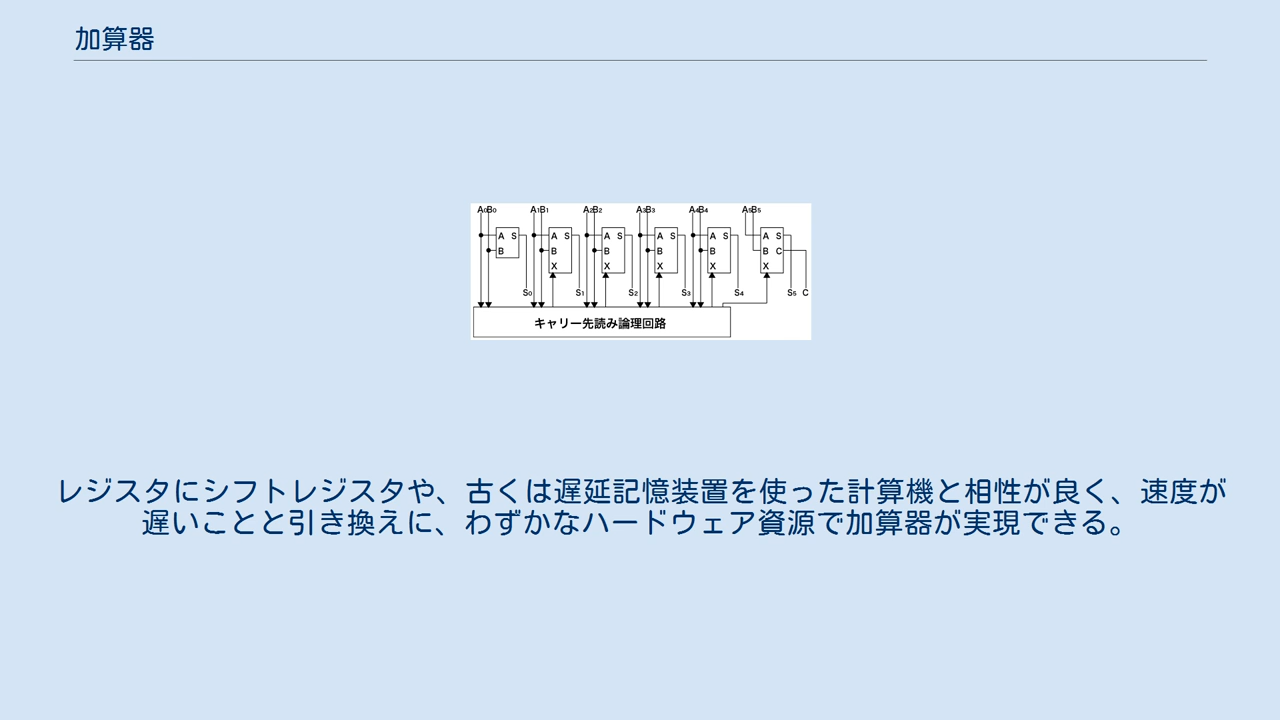 加算器
A₀B₀ A₁B₁ A₂B₂ A₃B₃ A₄B₄ A₅B₅
A S A S A S A S A S A S
B B B B B B C
X X X X X
S₀ S₁ S₂ S₃ S₄ S₅ C
キャリー先読み論理回路
レジスタにシフトレジスタや、古くは遅延記憶装置を使った計算機と相性が良く、速度が
遅いことと引き換えに、わずかなハードウェア資源で加算器が実現できる。